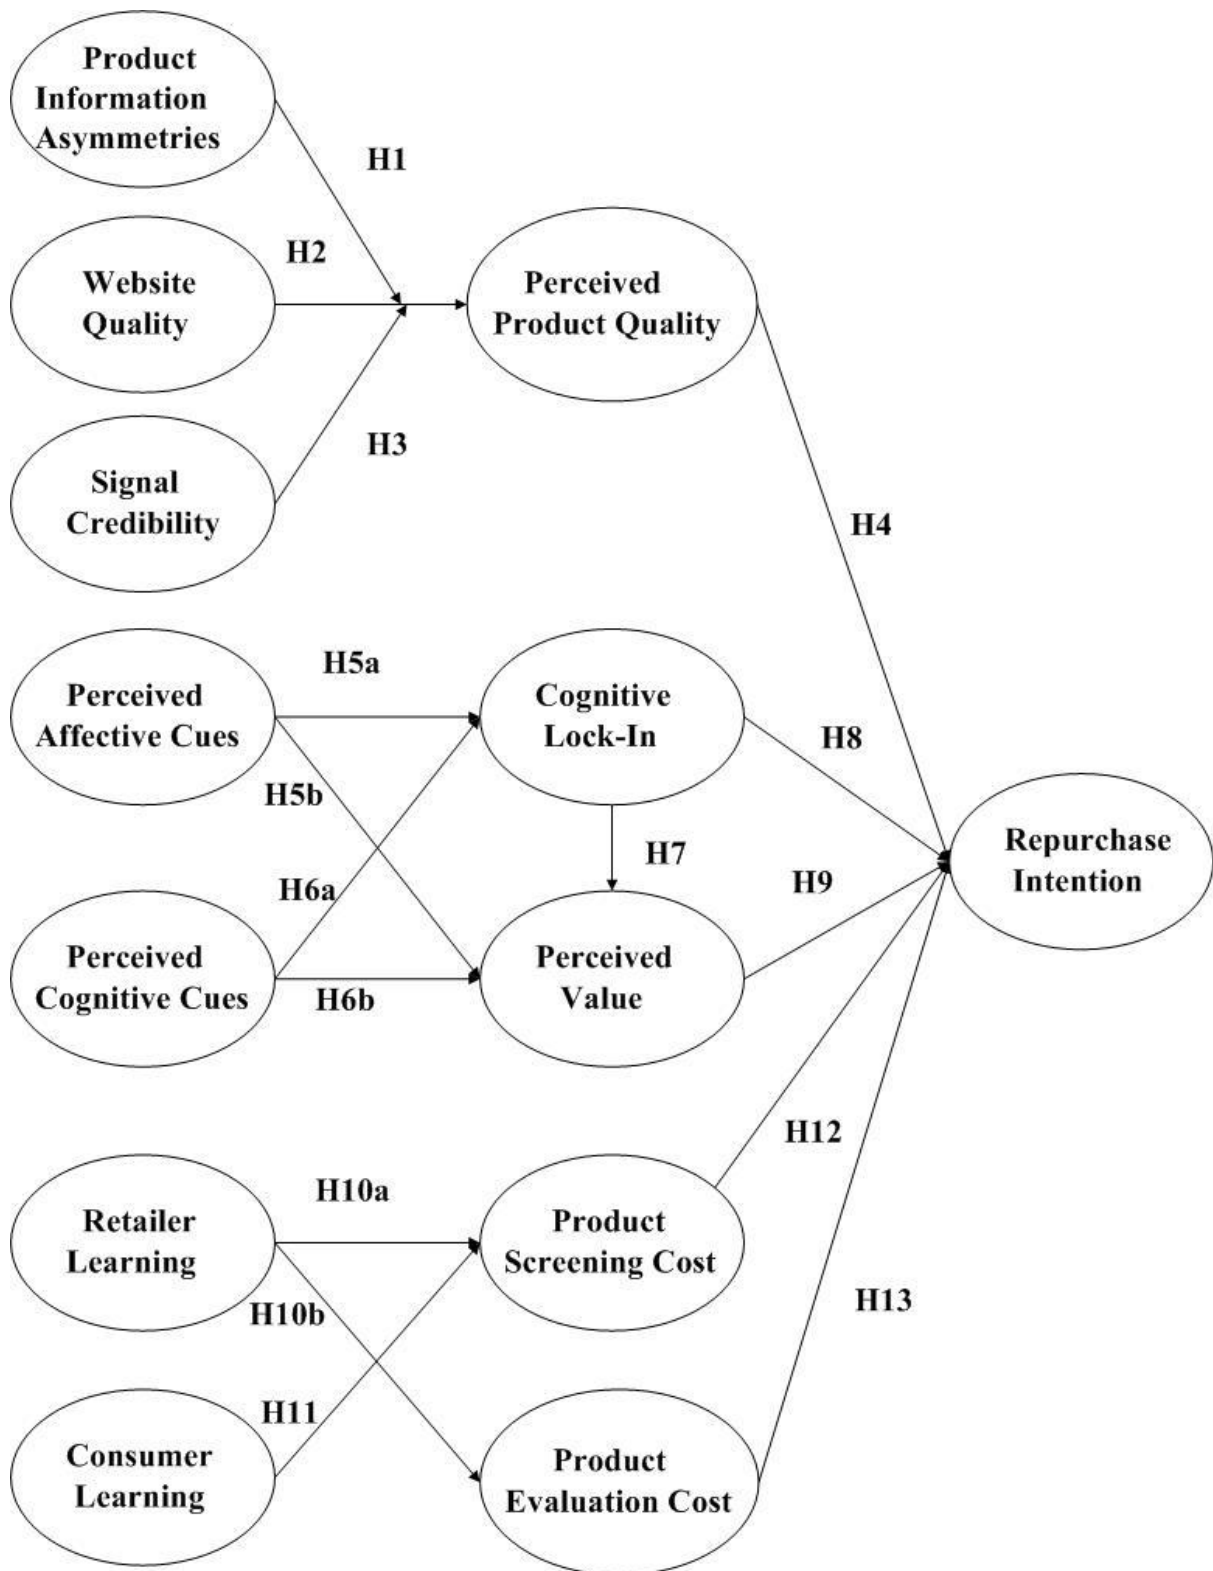 Product
Information
Asymmetries
H1
Website
Quality
H2
Perceived
Product Quality
Signal
Credibility
H3
H4
Perceived
Affective Cues
H5a
H5b
Cognitive
Lock-In
H8
H7
Repurchase
Intention
Perceived
Cognitive Cues
H6a
H6b
Perceived
Value
H9
H12
Retailer
Learning
H10a
H10b
Product
Screening Cost
H13
Consumer
Learning
H11
Product
Evaluation Cost